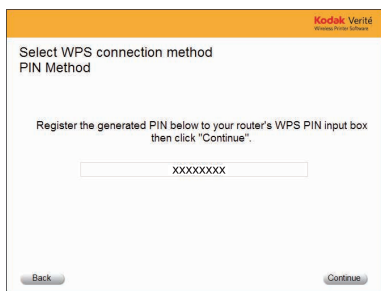 Kodak Verité
Wireless Printer Software
Select WPS connection method
PIN Method
Register the generated PIN below to your router's WPS PIN input box
then click "Continue".
XXXXXXXX
Back
Continue